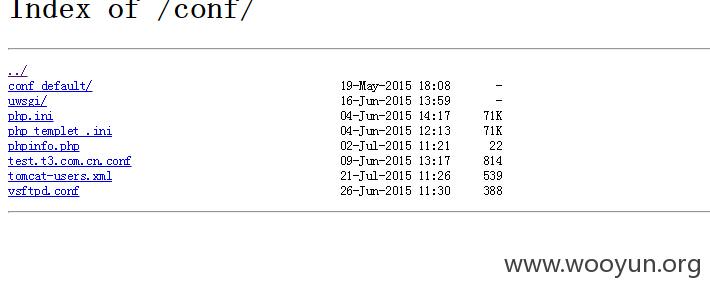 Index of /conf/
../
conf_default/ 19-May-2015 18:08 -
uwsgi/ 16-Jun-2015 13:59 -
php.ini 04-Jun-2015 14:17 71K
php_templet_.ini 04-Jun-2015 12:13 71K
phpinfo.php 02-Jul-2015 11:21 22
test.t3.com.cn.conf 09-Jun-2015 13:17 814
tomcat-users.xml 21-Jul-2015 11:26 539
vsftpd.conf 26-Jun-2015 11:30 388
www.wooyun.org